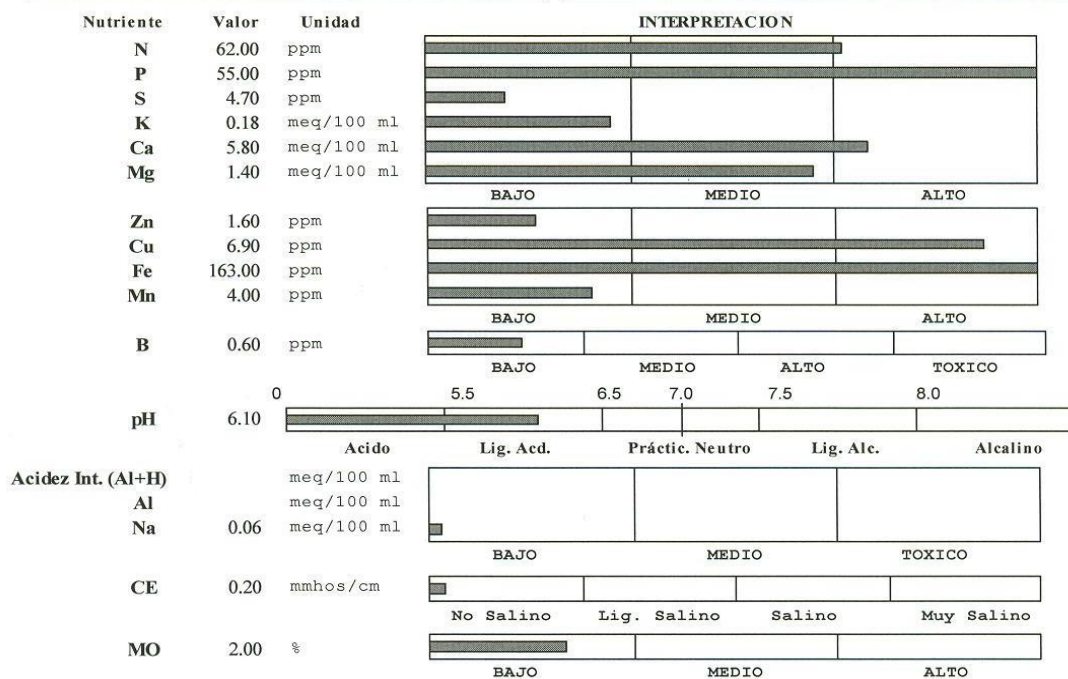 Nutriente Valor Unidad INTERPRETACION
N 62.00 ppm
P 55.00 ppm
S 4.70 ppm
K 0.18 meq/100 ml
Ca 5.80 meq/100 ml
Mg 1.40 meq/100 ml
BAJO MEDIO ALTO
Zn 1.60 ppm
Cu 6.90 ppm
Fe 163.00 ppm
Mn 4.00 ppm
BAJO MEDIO ALTO
B 0.60 ppm
BAJO MEDIO ALTO TOXICO
0 5.5 6.5 7.0 7.5 8.0
pH 6.10
Acido Lig. Acd. Práctic. Neutro Lig. Alc. Alcalino
Acidez Int. (Al+H) meq/100 ml
Al meq/100 ml
Na 0.06 meq/100 ml
BAJO MEDIO TOXICO
CE 0.20 mmhos/cm
No Salino Lig. Salino Salino Muy Salino
MO 2.00 %
BAJO MEDIO ALTO